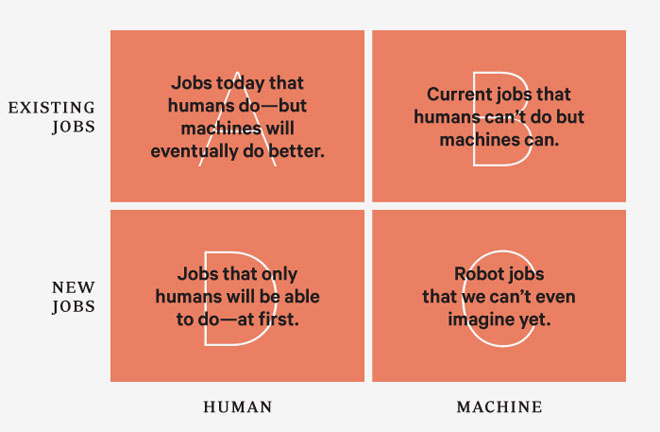 EXISTING
JOBS
A
Jobs today that
humans do—but
machines will
eventually do better.
B
Current jobs that
humans can't do but
machines can.
NEW
JOBS
D
Jobs that only
humans will be able
to do—at first.
C
Robot jobs
that we can't even
imagine yet.
HUMAN
MACHINE